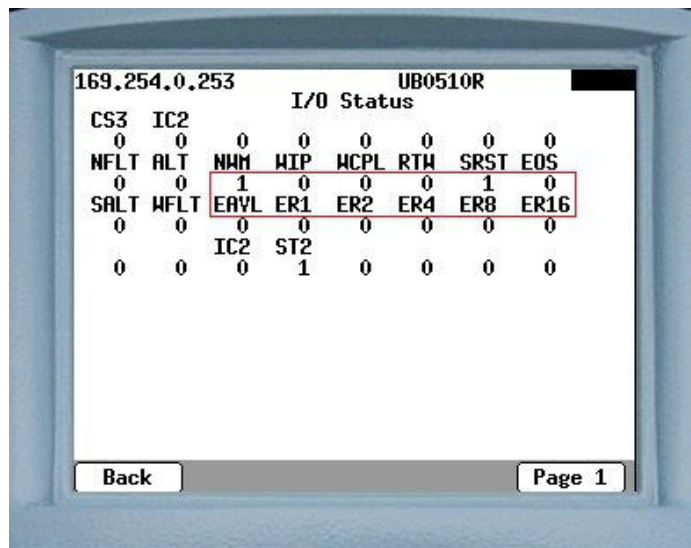 169.254.0.253 UB0510R
I/O Status
CS3 IC2
0 0 0 0 0 0 0 0
NFLT ALT NWM WIP WCPL RTW SRST EOS
0 0 1 0 0 0 1 0
SALT WFLT EAVL ER1 ER2 ER4 ER8 ER16
0 0 0 0 0 0 0 0
IC2 ST2
0 0 0 1 0 0 0 0
Back Page 1